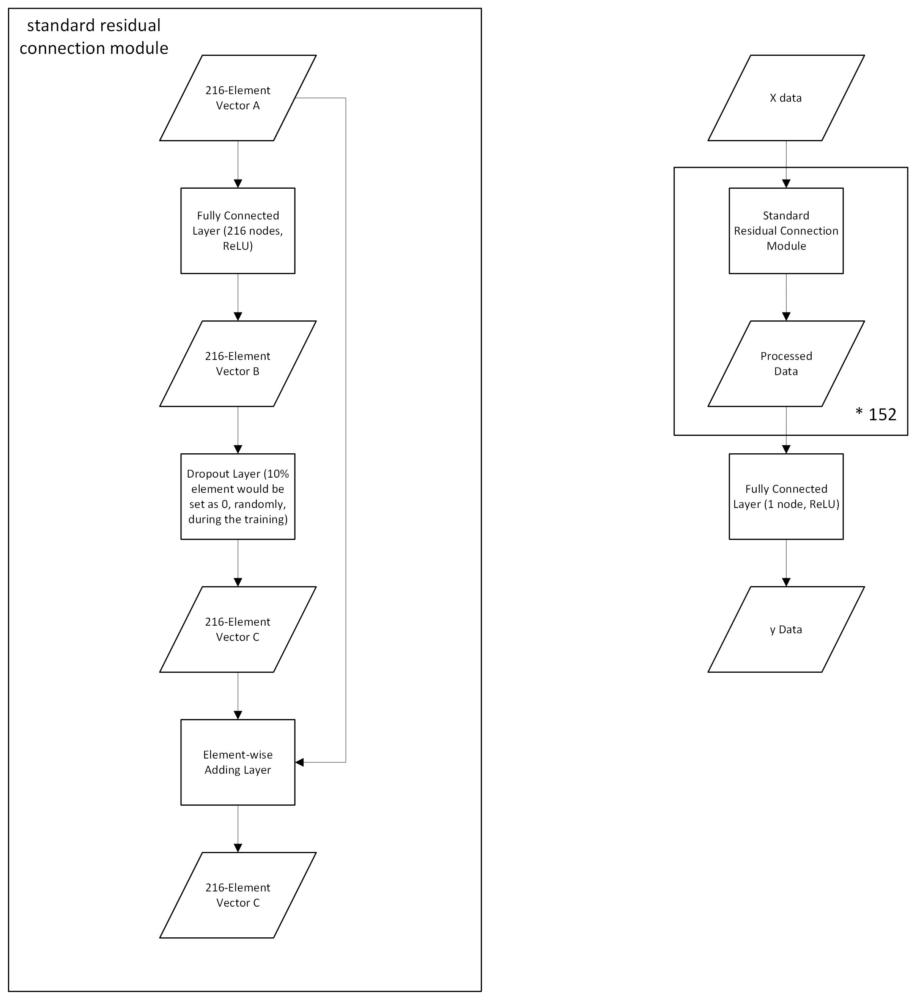 standard residual
connection module
216-Element
Vector A
Fully Connected
Layer (216 nodes,
ReLU)
216-Element
Vector B
Dropout Layer (10%
element would be
set as 0, randomly,
during the training)
216-Element
Vector C
Element-wise
Adding Layer
216-Element
Vector C
X data
Standard
Residual Connection
Module
Processed
Data
* 152
Fully Connected
Layer (1 node, ReLU)
y Data